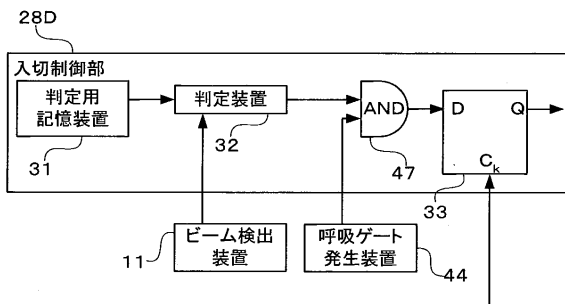 28D
入切制御部
判定用
記憶装置
31
判定装置
32
AND
47
D
Q
Ck
33
ビーム検出
装置
11
呼吸ゲート
発生装置
44